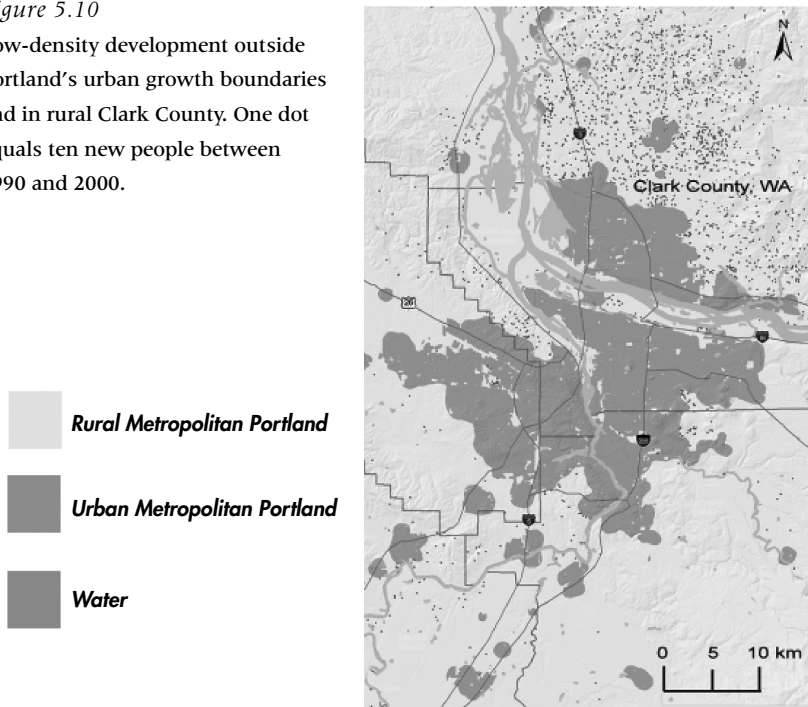 igure 5.10
ow-density development outside
ortland's urban growth boundaries
nd in rural Clark County. One dot
quals ten new people between
990 and 2000.
N
Clark County, WA
Rural Metropolitan Portland
Urban Metropolitan Portland
Water
0 5 10 km